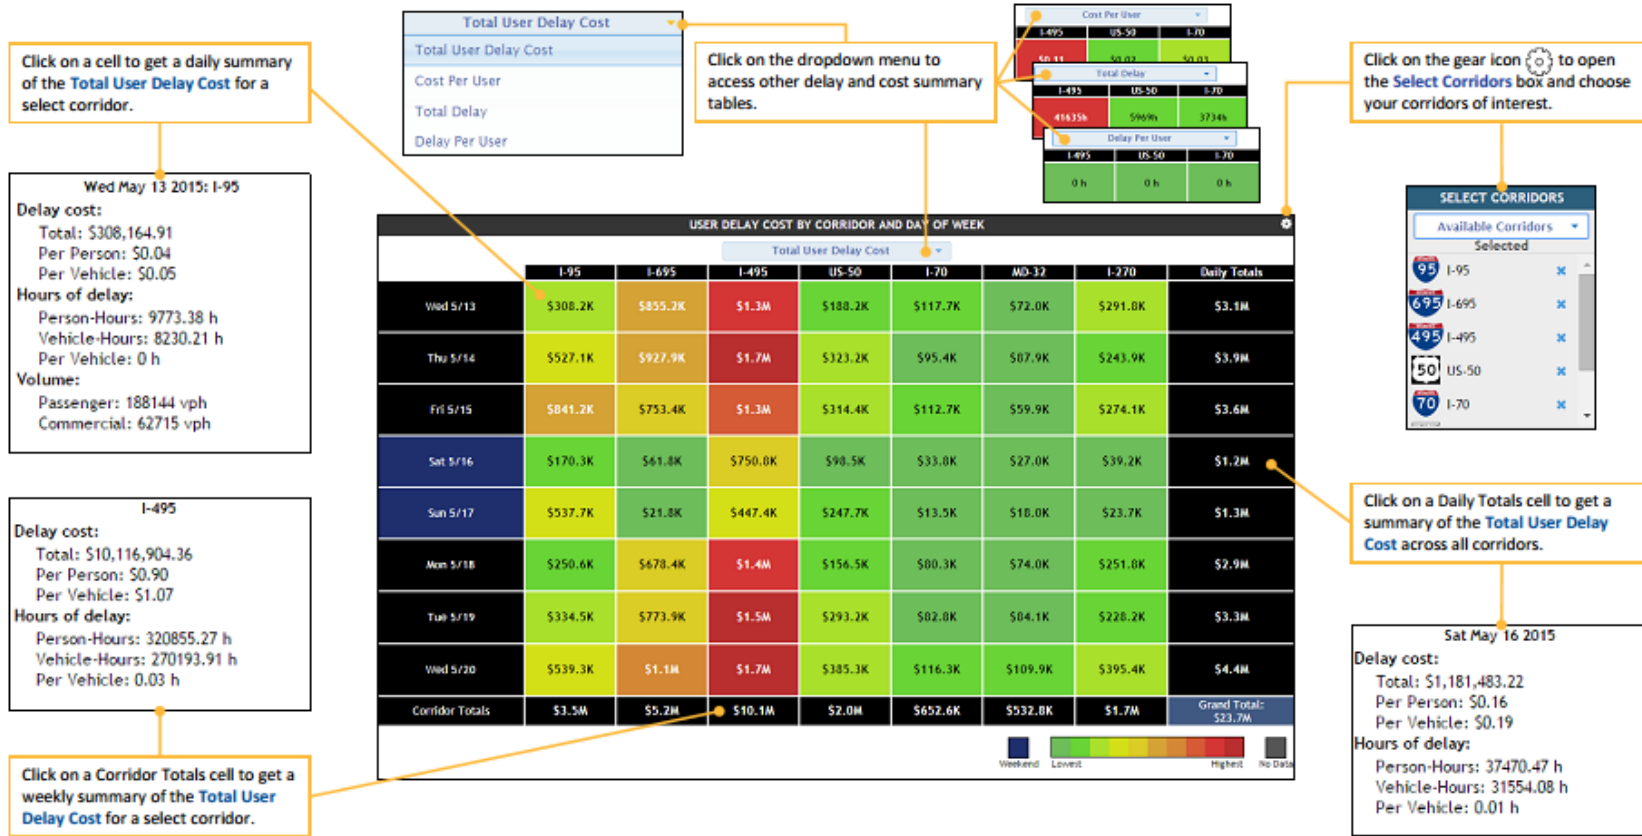 Total User Delay Cost
Total User Delay Cost
Cost Per User
Total Delay
Delay Per User
Click on a cell to get a daily summary
of the Total User Delay Cost for a
select corridor.
Click on the dropdown menu to
access other delay and cost summary
tables.
Cost Per User
I-495 US-50 I-70
$0.11 $0.02 $0.03
Total Delay
I-495 US-50 I-70
41635h 5969h 3734h
Delay Per User
I-495 US-50 I-70
0 h 0 h 0 h
Click on the gear icon to open
the Select Corridors box and choose
your corridors of interest.
Wed May 13 2015: I-95
Delay cost:
Total: $308,164.91
Per Person: $0.04
Per Vehicle: $0.05
Hours of delay:
Person-Hours: 9773.38 h
Vehicle-Hours: 8230.21 h
Per Vehicle: 0 h
Volume:
Passenger: 188144 vph
Commercial: 62715 vph
SELECT CORRIDORS
Available Corridors
Selected
95 I-95
695 I-695
495 I-495
50 US-50
70 I-70
USER DELAY COST BY CORRIDOR AND DAY OF WEEK
Total User Delay Cost
I-95 I-695 I-495 US-50 I-70 MD-32 I-270 Daily Totals
Wed 5/13 $308.2K $855.2K $1.3M $188.2K $117.7K $72.0K $291.8K $3.1M
Thu 5/14 $527.1K $927.9K $1.7M $323.2K $95.4K $87.9K $243.9K $3.9M
Fri 5/15 $841.2K $753.4K $1.3M $314.4K $112.7K $59.9K $274.1K $3.6M
Sat 5/16 $170.3K $61.8K $750.8K $98.5K $33.8K $27.0K $39.2K $1.2M
Sun 5/17 $537.7K $21.8K $447.4K $247.7K $13.5K $18.0K $23.7K $1.3M
Mon 5/18 $250.6K $678.4K $1.4M $156.5K $80.3K $74.0K $251.8K $2.9M
Tue 5/19 $334.5K $773.9K $1.5M $293.2K $82.8K $84.1K $228.2K $3.3M
Wed 5/20 $539.3K $1.1M $1.7M $385.3K $116.3K $109.9K $395.4K $4.4M
Corridor Totals $3.5M $5.2M $10.1M $2.0M $652.6K $532.8K $1.7M Grand Total:
$23.7M
Weekend Lowest Highest No Data
I-495
Delay cost:
Total: $10,116,904.36
Per Person: $0.90
Per Vehicle: $1.07
Hours of delay:
Person-Hours: 320855.27 h
Vehicle-Hours: 270193.91 h
Per Vehicle: 0.03 h
Click on a Corridor Totals cell to get a
weekly summary of the Total User
Delay Cost for a select corridor.
Click on a Daily Totals cell to get a
summary of the Total User Delay
Cost across all corridors.
Sat May 16 2015
Delay cost:
Total: $1,181,483.22
Per Person: $0.16
Per Vehicle: $0.19
Hours of delay:
Person-Hours: 37470.47 h
Vehicle-Hours: 31554.08 h
Per Vehicle: 0.01 h